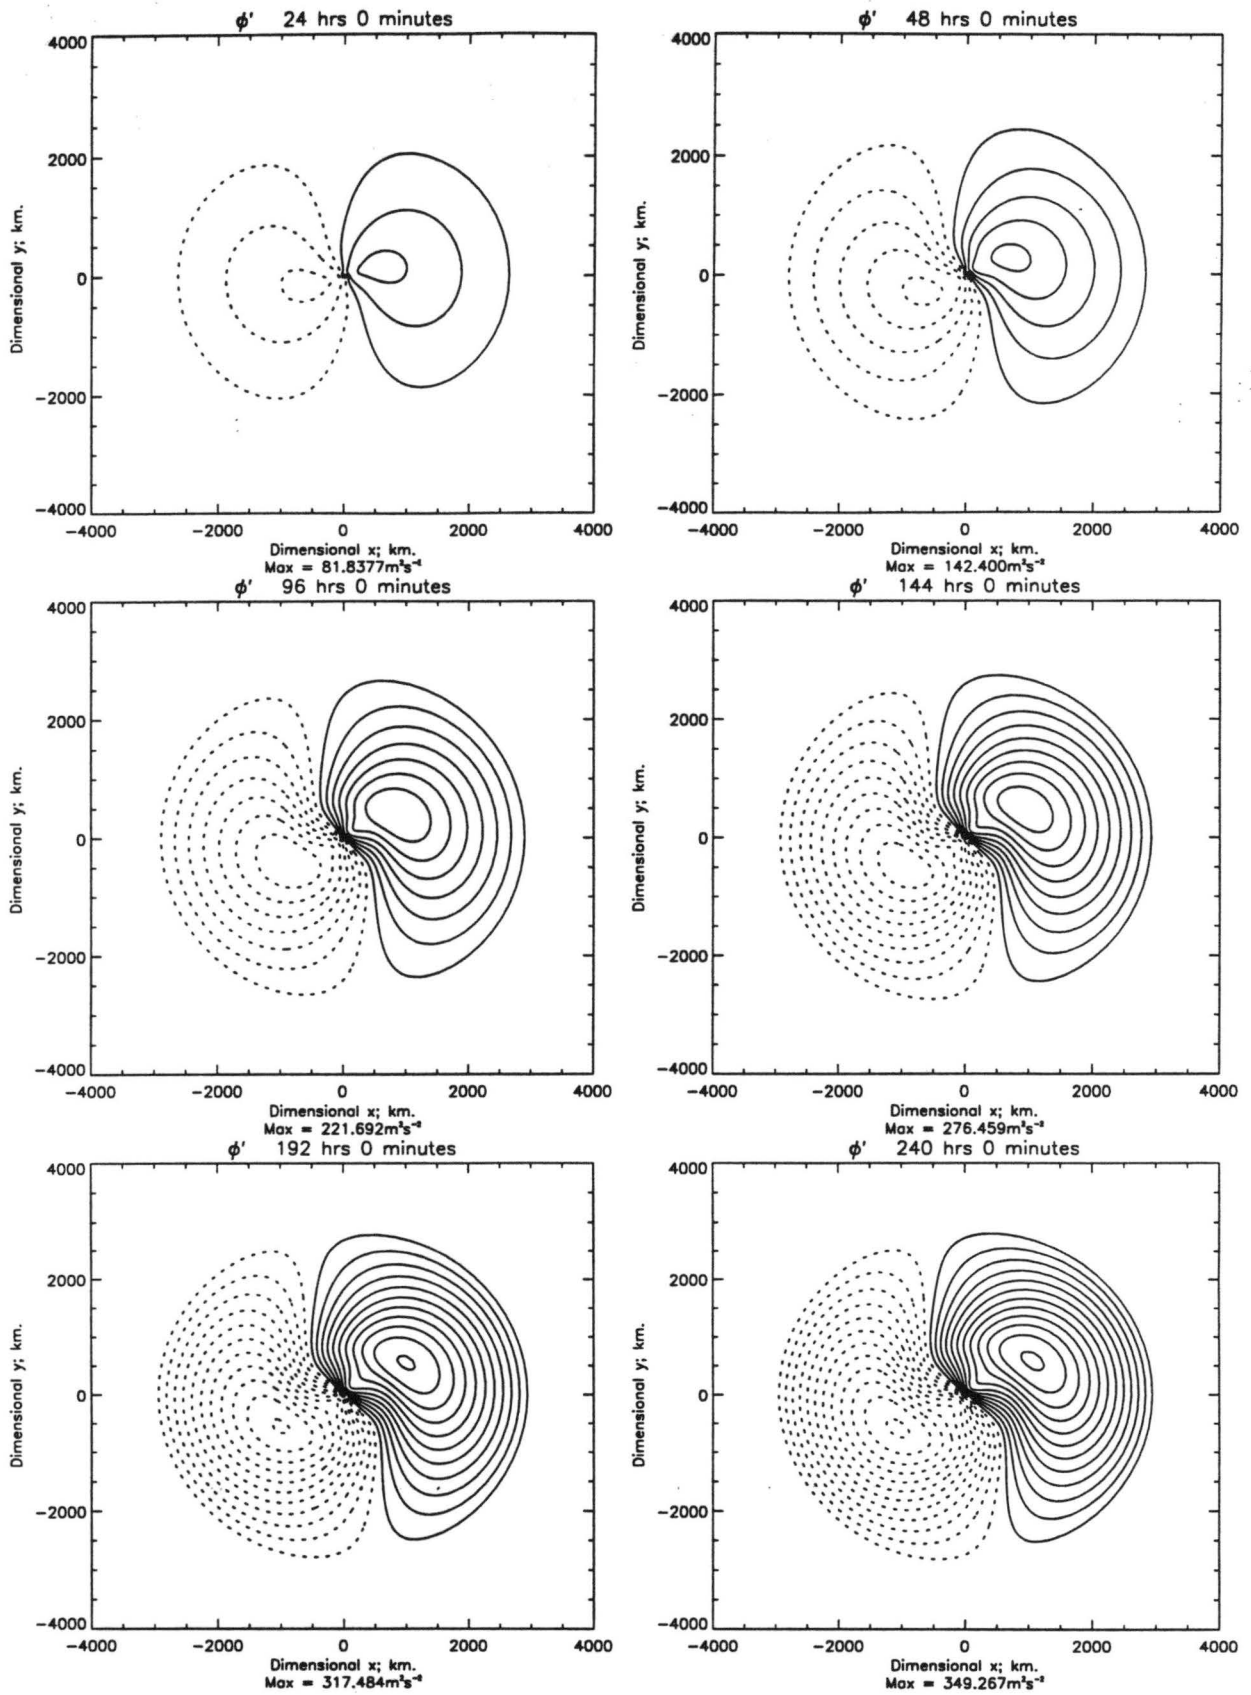 φ' 24 hrs 0 minutes
4000
2000
0
−2000
−4000
Dimensional y; km.
−4000 −2000 0 2000 4000
Dimensional x; km.
Max = 81.8377m²s⁻²
φ' 48 hrs 0 minutes
4000
2000
0
−2000
−4000
Dimensional y; km.
−4000 −2000 0 2000 4000
Dimensional x; km.
Max = 142.400m²s⁻²
φ' 96 hrs 0 minutes
4000
2000
0
−2000
−4000
Dimensional y; km.
−4000 −2000 0 2000 4000
Dimensional x; km.
Max = 221.692m²s⁻²
φ' 144 hrs 0 minutes
4000
2000
0
−2000
−4000
Dimensional y; km.
−4000 −2000 0 2000 4000
Dimensional x; km.
Max = 276.459m²s⁻²
φ' 192 hrs 0 minutes
4000
2000
0
−2000
−4000
Dimensional y; km.
−4000 −2000 0 2000 4000
Dimensional x; km.
Max = 317.484m²s⁻²
φ' 240 hrs 0 minutes
4000
2000
0
−2000
−4000
Dimensional y; km.
−4000 −2000 0 2000 4000
Dimensional x; km.
Max = 349.267m²s⁻²